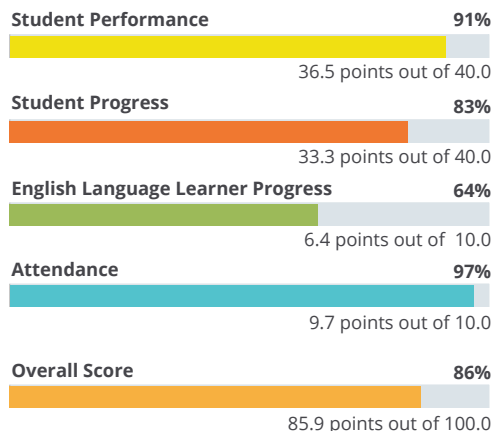 Student Performance 91%
36.5 points out of 40.0
Student Progress 83%
33.3 points out of 40.0
English Language Learner Progress 64%
6.4 points out of 10.0
Attendance 97%
9.7 points out of 10.0
Overall Score 86%
85.9 points out of 100.0